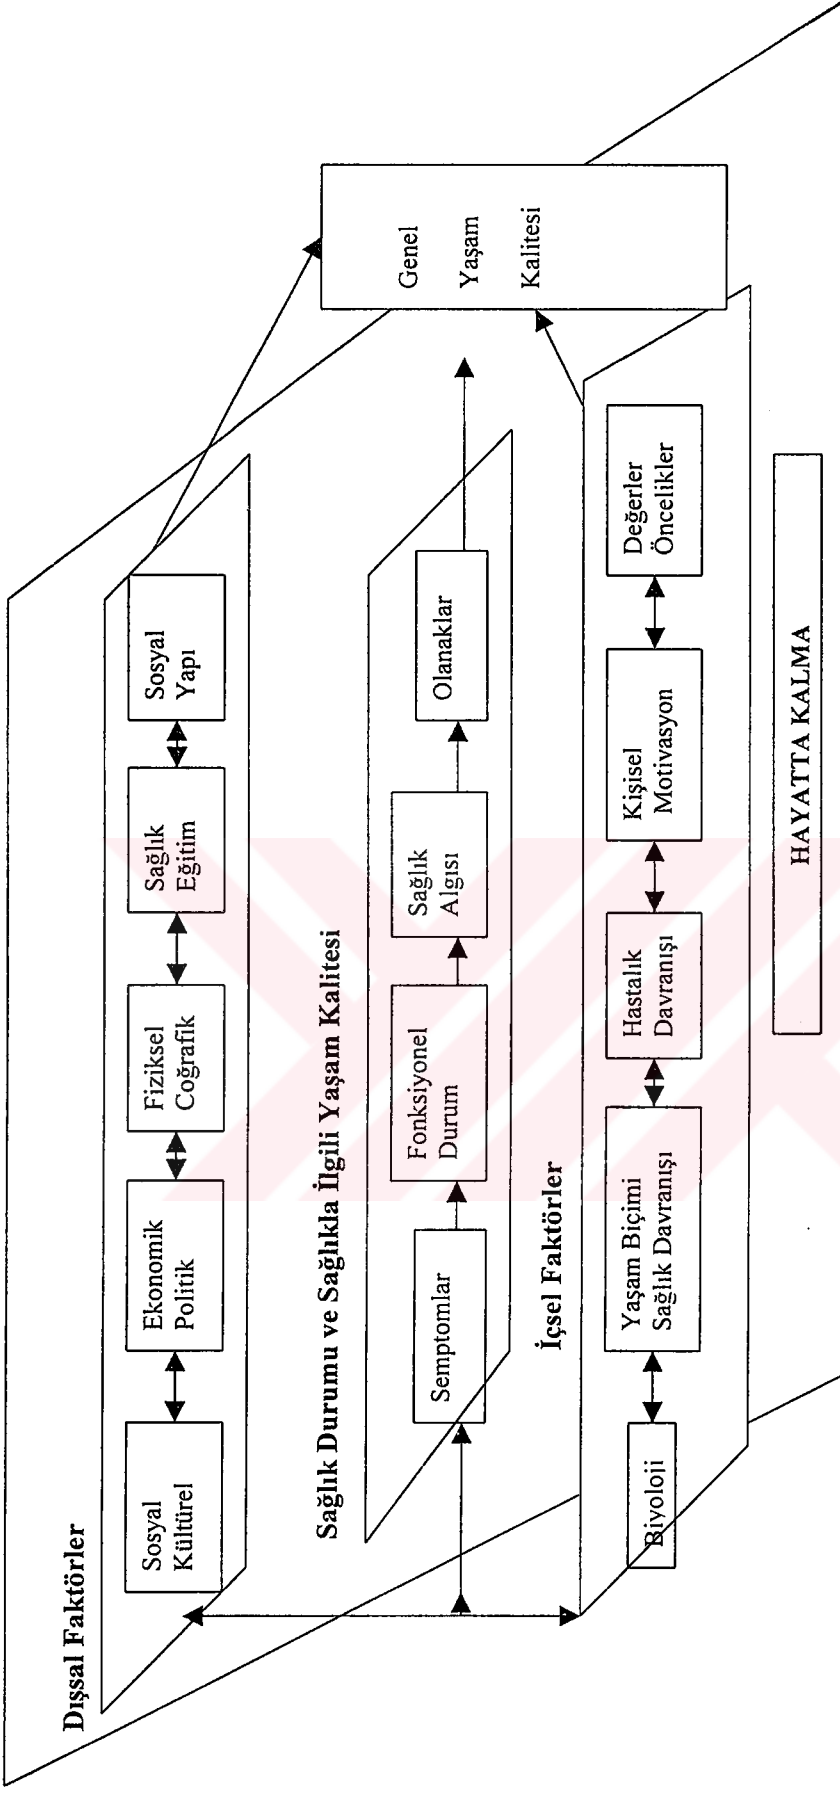 Dışsal Faktörler
Sosyal
Kültürel
Ekonomik
Politik
Fiziksel
Coğrafik
Sağlık
Eğitim
Sosyal
Yapı
Sağlık Durumu ve Sağlıkla İlgili Yaşam Kalitesi
Semptomlar
Fonksiyonel
Durum
Sağlık
Algısı
Olanaklar
Genel
Yaşam
Kalitesi
İçsel Faktörler
Biyoloji
Yaşam Biçimi
Sağlık Davranışı
Hastalık
Davranışı
Kişisel
Motivasyon
Değerler
Öncelikler
HAYATTA KALMA